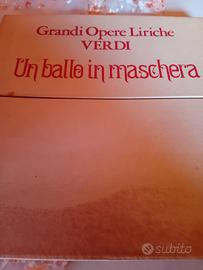 Grandi Opere Liriche
VERDI
Un ballo in maschera
subito